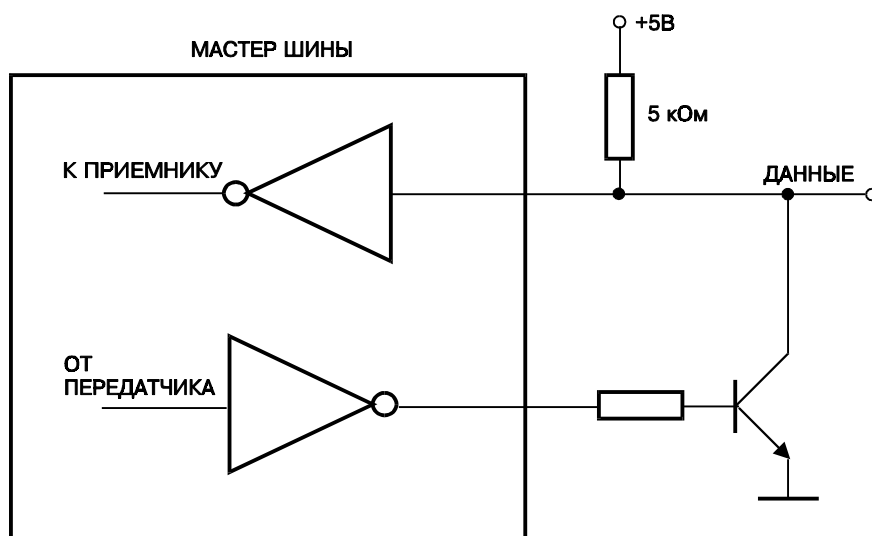 +5В
МАСТЕР ШИНЫ
5 кОм
К ПРИЕМНИКУ
ДАННЫЕ
ОТ
ПЕРЕДАТЧИКА